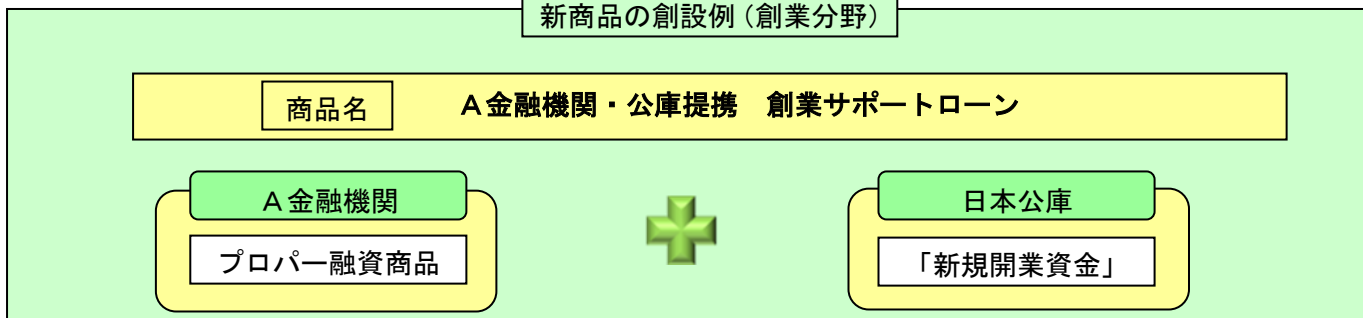 新商品の創設例（創業分野）
商品名
Ａ金融機関・公庫提携　創業サポートローン
Ａ金融機関
日本公庫
プロパー融資商品
「新規開業資金」